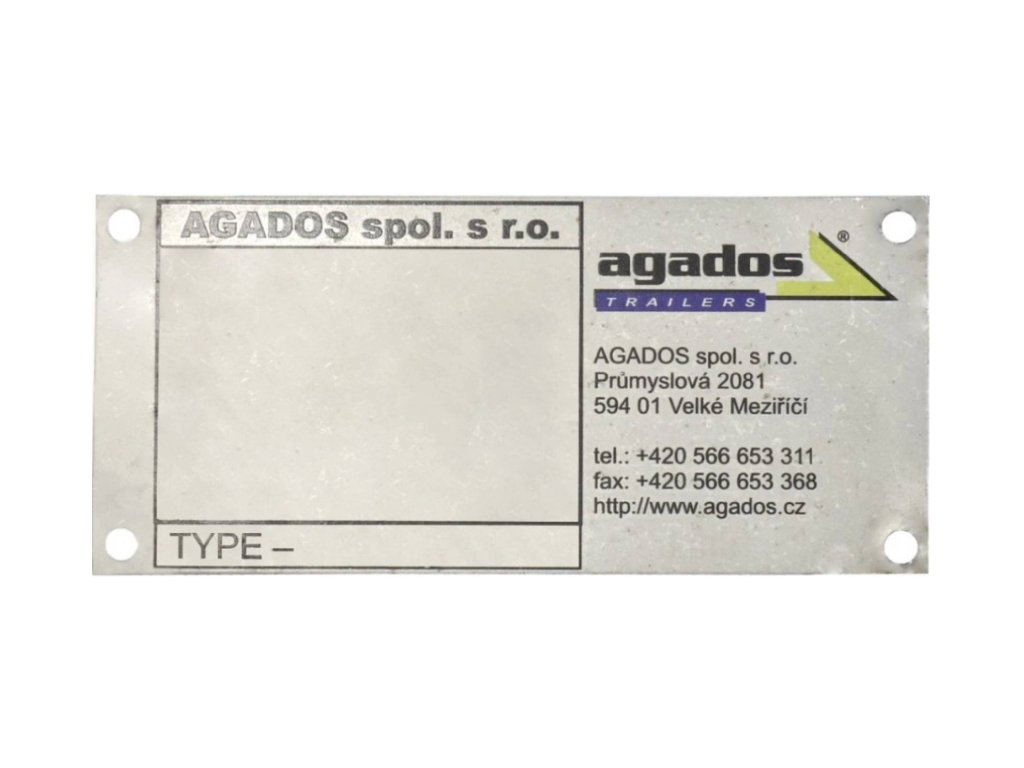 AGADOS spol. s r.o.
TYPE –
agados ®
TRAILERS
AGADOS spol. s r.o.
Průmyslová 2081
594 01 Velké Meziříčí
tel.: +420 566 653 311
fax: +420 566 653 368
http://www.agados.cz